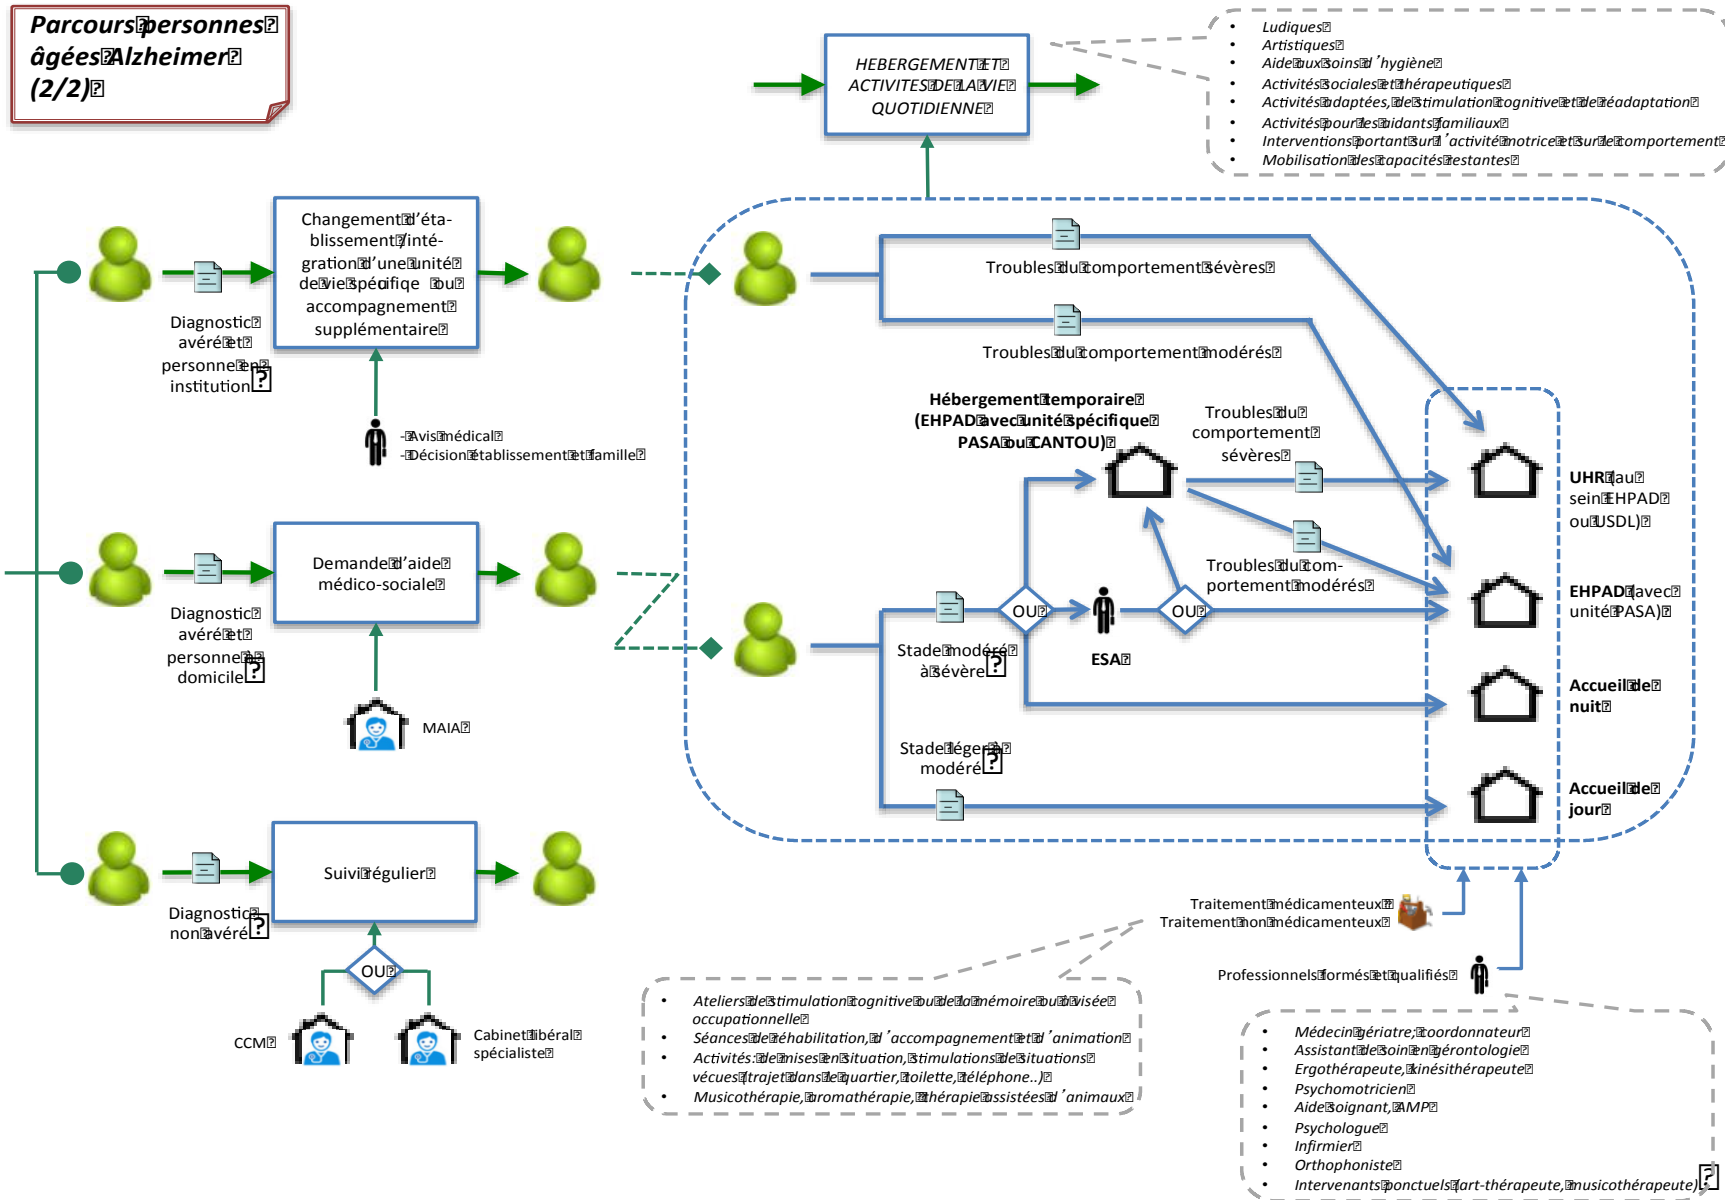 Parcours personnes
âgées Alzheimer
(2/2)
HEBERGEMENT ET
ACTIVITES DE LA VIE
QUOTIDIENNE
• Ludiques
• Artistiques
• Aide aux soins d'hygiène
• Activités sociales et thérapeutiques
• Activités adaptées, de stimulation cognitive et de réadaptation
• Activités pour les aidants familiaux
• Interventions portant sur l'activité motrice et sur le comportement
• Mobilisation des capacités restantes
Changement d'éta-
blissement /inté-
gration d'une unité
de vie spécifiqe ou
accompagnement
supplémentaire
Diagnostic
avéré et
personne en
institution
- Avis médical
- Décision établissement et famille
Troubles du comportement sévères
Troubles du comportement modérés
Hébergement temporaire
(EHPAD avec unité spécifique
PASA ou CANTOU)
Troubles du
comportement
sévères
UHR (au
sein EHPAD
ou USDL)
Demande d'aide
médico-sociale
Diagnostic
avéré et
personne à
domicile
MAIA
Troubles du com-
portement modérés
OU
OU
ESA
Stade modéré
à sévère
EHPAD (avec
unité PASA)
Accueil de
nuit
Stade léger à
modéré
Accueil de
jour
Suivi régulier
Diagnostic
non avéré
OU
CCM
Cabinet libéral
spécialiste
Traitement médicamenteux
Traitement non médicamenteux
Professionnels formés et qualifiés
• Ateliers de stimulation cognitive ou de la mémoire ou à visée
occupationnelle
• Séances de réhabilitation, d'accompagnement et d'animation
• Activités: de mises en situation, stimulations de situations
vécues (trajet dans le quartier, toilette, téléphone..)
• Musicothérapie, aromathérapie, thérapie assistées d'animaux
• Médecin gériatre, coordonnateur
• Assistant de soin en gérontologie
• Ergothérapeute, kinésithérapeute
• Psychomotricien
• Aide soignant, AMP
• Psychologue
• Infirmier
• Orthophoniste
• Intervenants ponctuels (art-thérapeute, musicothérapeute)